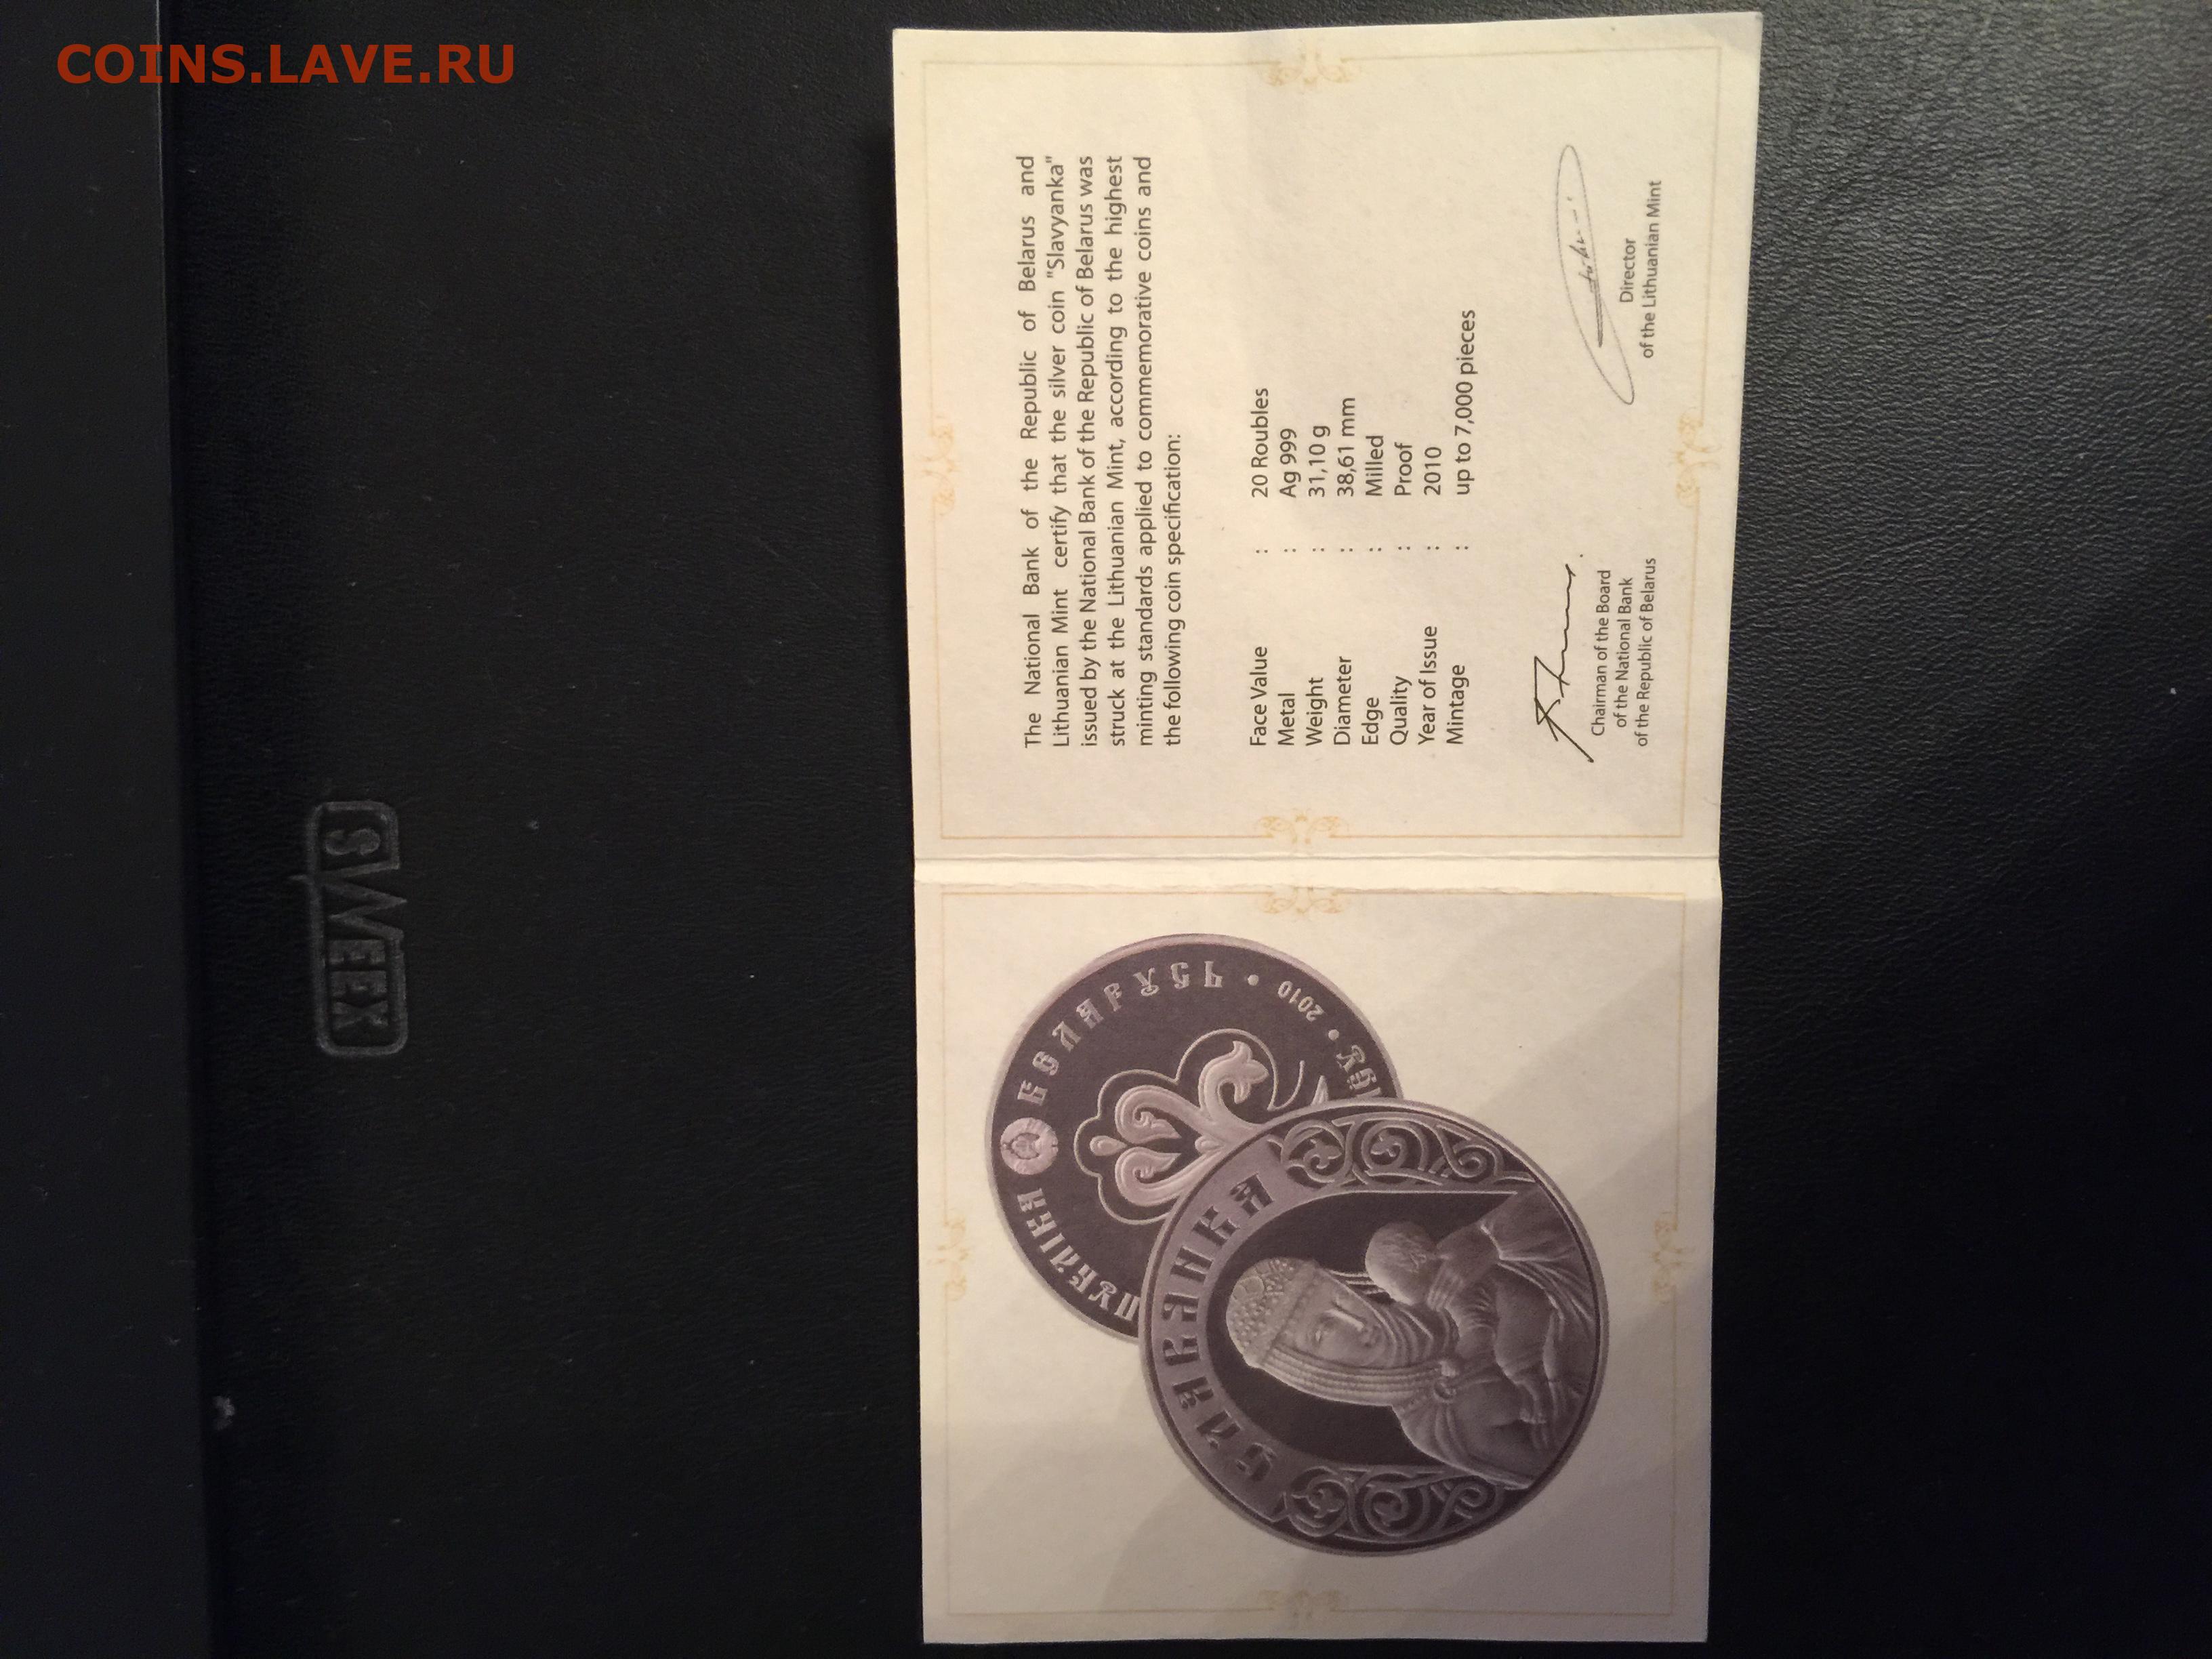 COINS.LAVE.RU
SWEEX
The National Bank of the Republic of Belarus and
Lithuanian Mint certify that the silver coin "Slavyanka"
issued by the National Bank of the Republic of Belarus was
struck at the Lithuanian Mint, according to the highest
minting standards applied to commemorative coins and
the following coin specification:
Face Value : 20 Roubles
Metal : Ag 999
Weight : 31,10 g
Diameter : 38,61 mm
Edge : Milled
Quality : Proof
Year of Issue : 2010
Mintage : up to 7,000 pieces
Chairman of the Board
of the National Bank
of the Republic of Belarus
Director
of the Lithuanian Mint
БЕЛАРУСЬ • 2010 •
СЛАВЯНКА